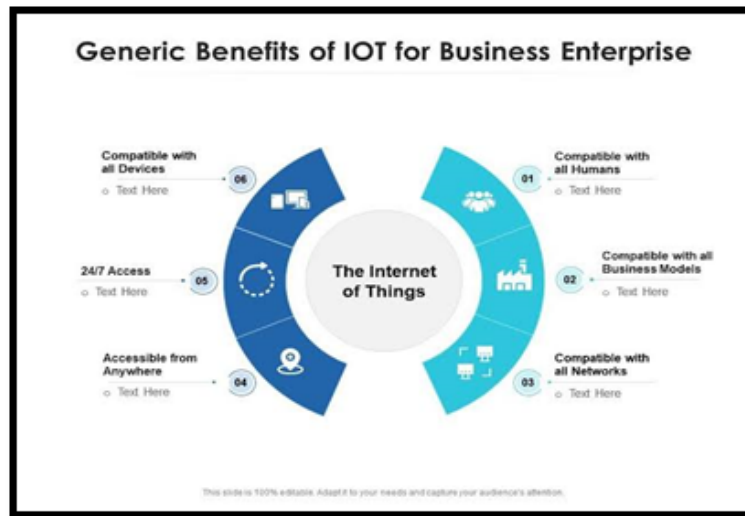 Generic Benefits of IOT for Business Enterprise
Compatible with
all Devices
Text Here
06
01
Compatible with
all Humans
Text Here
24/7 Access
Text Here
05
The Internet
of Things
02
Compatible with all
Business Models
Text Here
Accessible from
Anywhere
Text Here
04
03
Compatible with
all Networks
Text Here
This slide is 100% editable. Adapt it to your needs and capture your audience's attention.